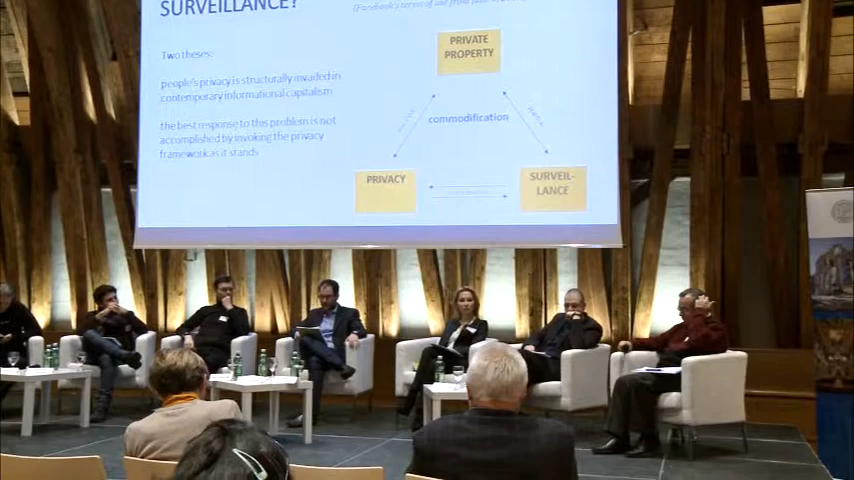 SURVEILLANCE?
Two theses:
people's privacy is structurally invaded in
contemporary informational capitalism
the best response to this problem is not
accomplished by invoking the privacy
framework as it stands
PRIVATE
PROPERTY
commodification
PRIVACY
SURVEIL-
LANCE